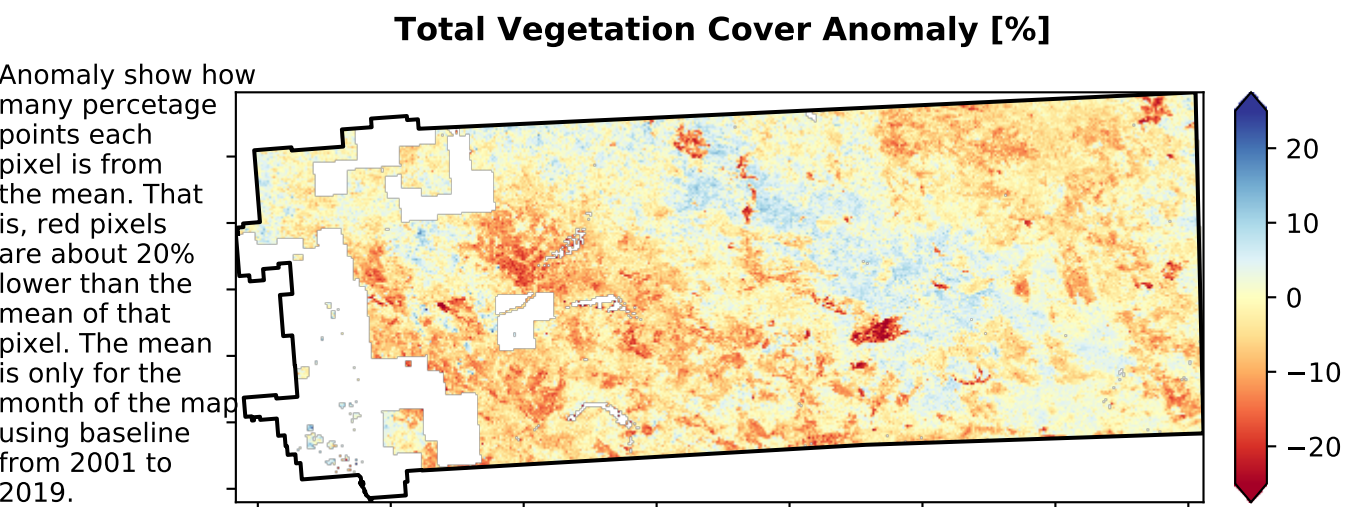 Total Vegetation Cover Anomaly [%]
Anomaly show how
many percetage
points each
pixel is from
the mean. That
is, red pixels
are about 20%
lower than the
mean of that
pixel. The mean
is only for the
month of the map
using baseline
from 2001 to
2019.
20
10
0
−10
−20